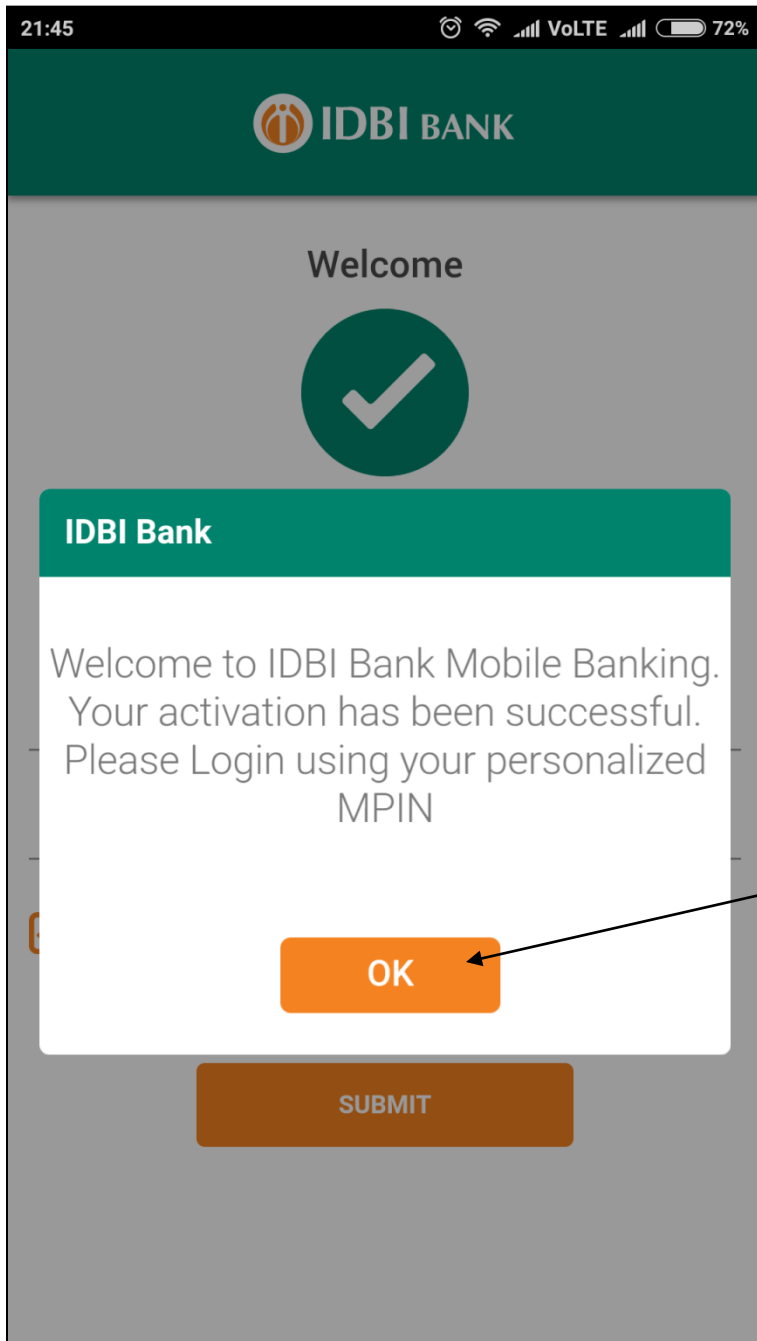 21:45 VoLTE 72%
IDBI BANK
Welcome
IDBI Bank
Welcome to IDBI Bank Mobile Banking.
Your activation has been successful.
Please Login using your personalized
MPIN
OK
SUBMIT